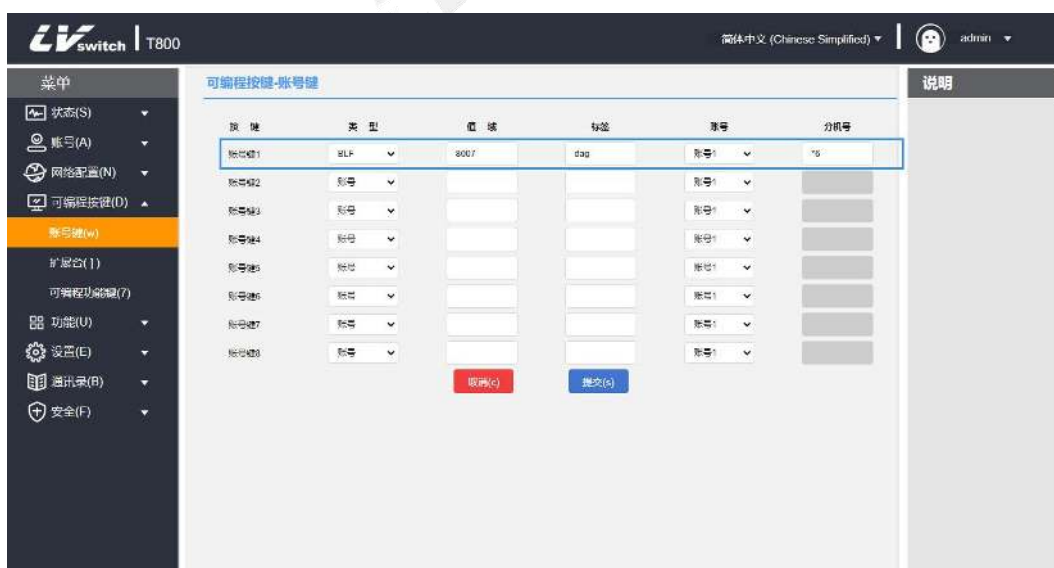 LVswitch T800
简体中文 (Chinese Simplified) admin
菜单
状态(S)
账号(A)
网络配置(N)
可编程按键(D)
账号键(w)
扩展台(])
可编程功能键(7)
功能(U)
设置(E)
通讯录(B)
安全(F)
可编程按键-账号键
按 键 类 型 值 域 标签 账号 分机号
账号键1 BLF 8007 dag 账号1 *6
账号键2 账号 账号1
账号键3 账号 账号1
账号键4 账号 账号1
账号键5 账号 账号1
账号键6 账号 账号1
账号键7 账号 账号1
账号键8 账号 账号1
取消(c) 提交(s)
说明